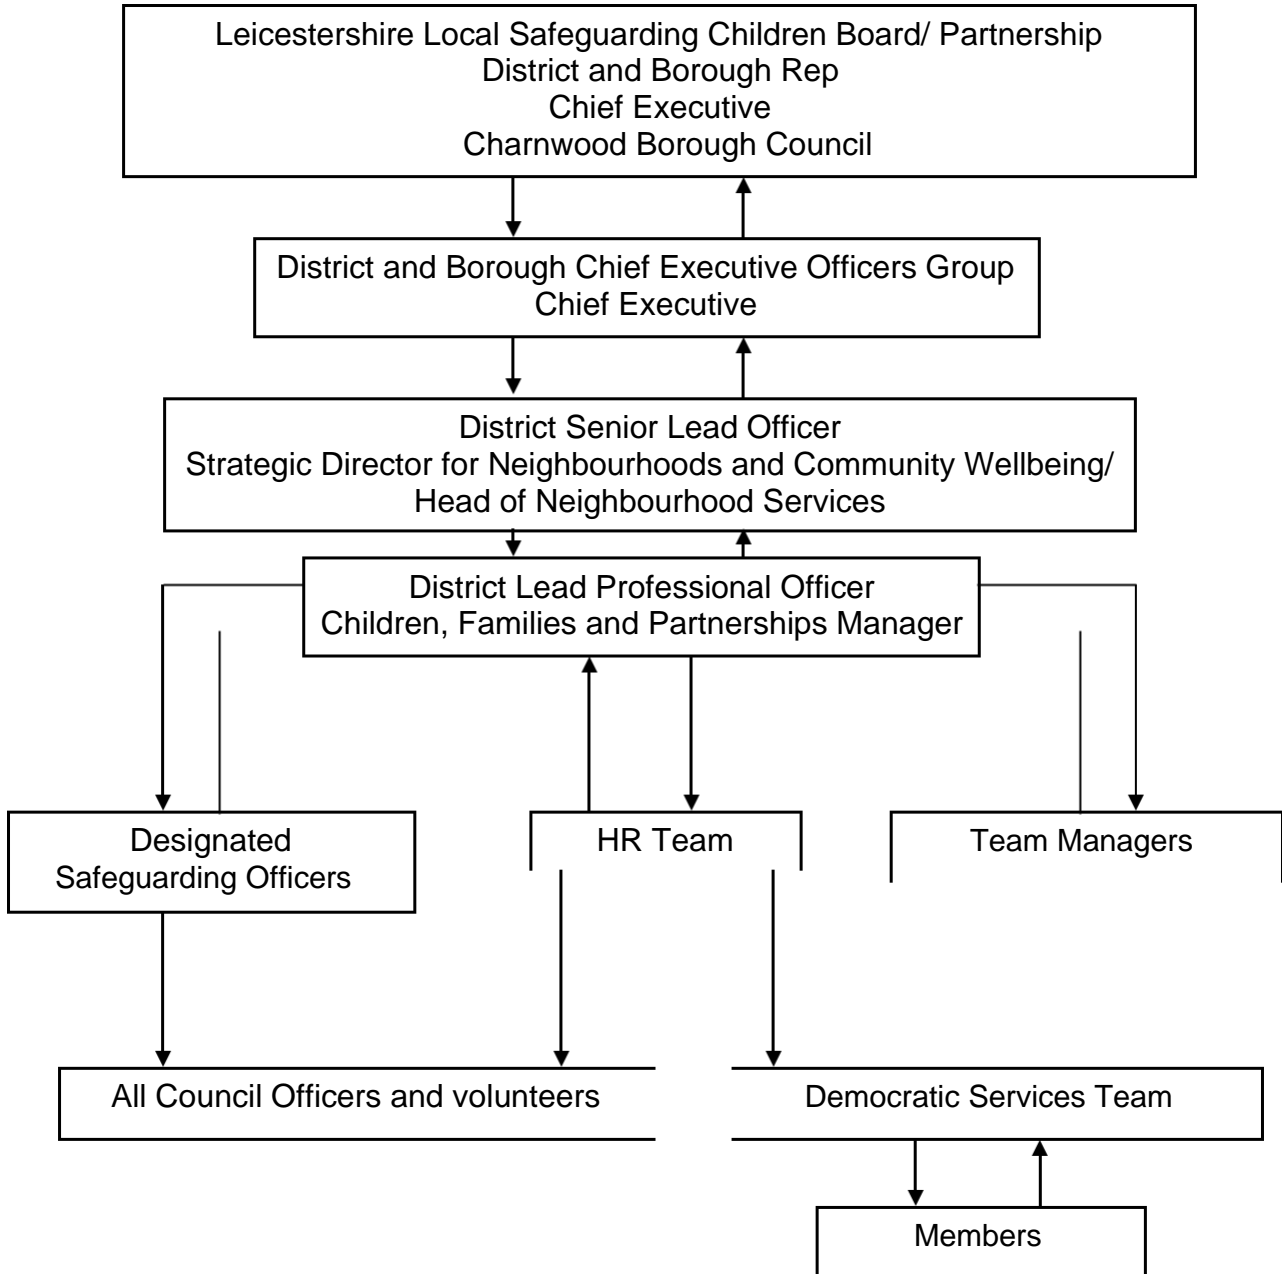 Leicestershire Local Safeguarding Children Board/ Partnership
District and Borough Rep
Chief Executive
Charnwood Borough Council
District and Borough Chief Executive Officers Group
Chief Executive
District Senior Lead Officer
Strategic Director for Neighbourhoods and Community Wellbeing/
Head of Neighbourhood Services
District Lead Professional Officer
Children, Families and Partnerships Manager
Designated
Safeguarding Officers
HR Team
Team Managers
All Council Officers and volunteers
Democratic Services Team
Members